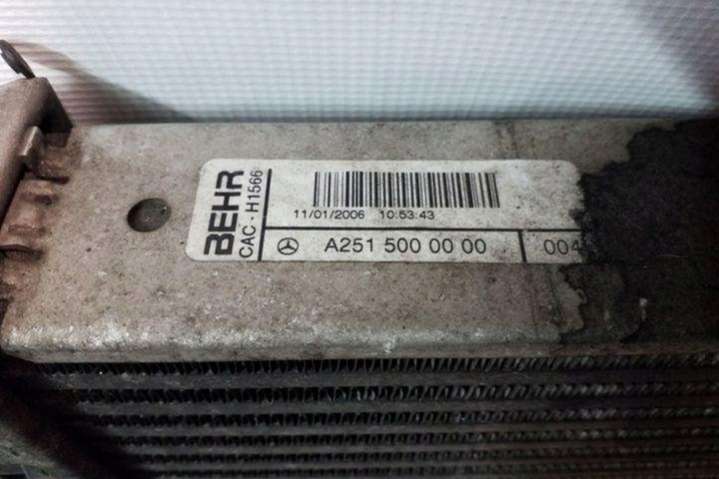 BEHR
CAC - H1566
11/01/2006 10:53:43
A251 500 00 00
004